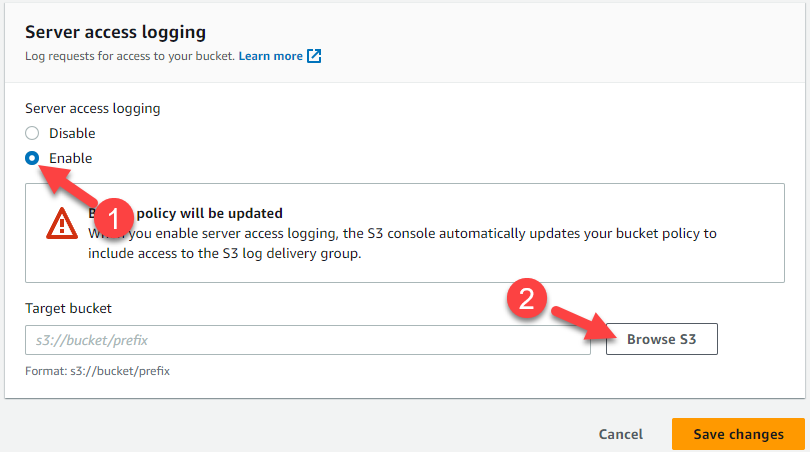 Server access logging
Log requests for access to your bucket. Learn more
Server access logging
Disable
Enable
1
policy will be updated
you enable server access logging, the S3 console automatically updates your bucket policy to
include access to the S3 log delivery group.
2
Target bucket
s3://bucket/prefix
Browse S3
Format: s3://bucket/prefix
Cancel
Save changes